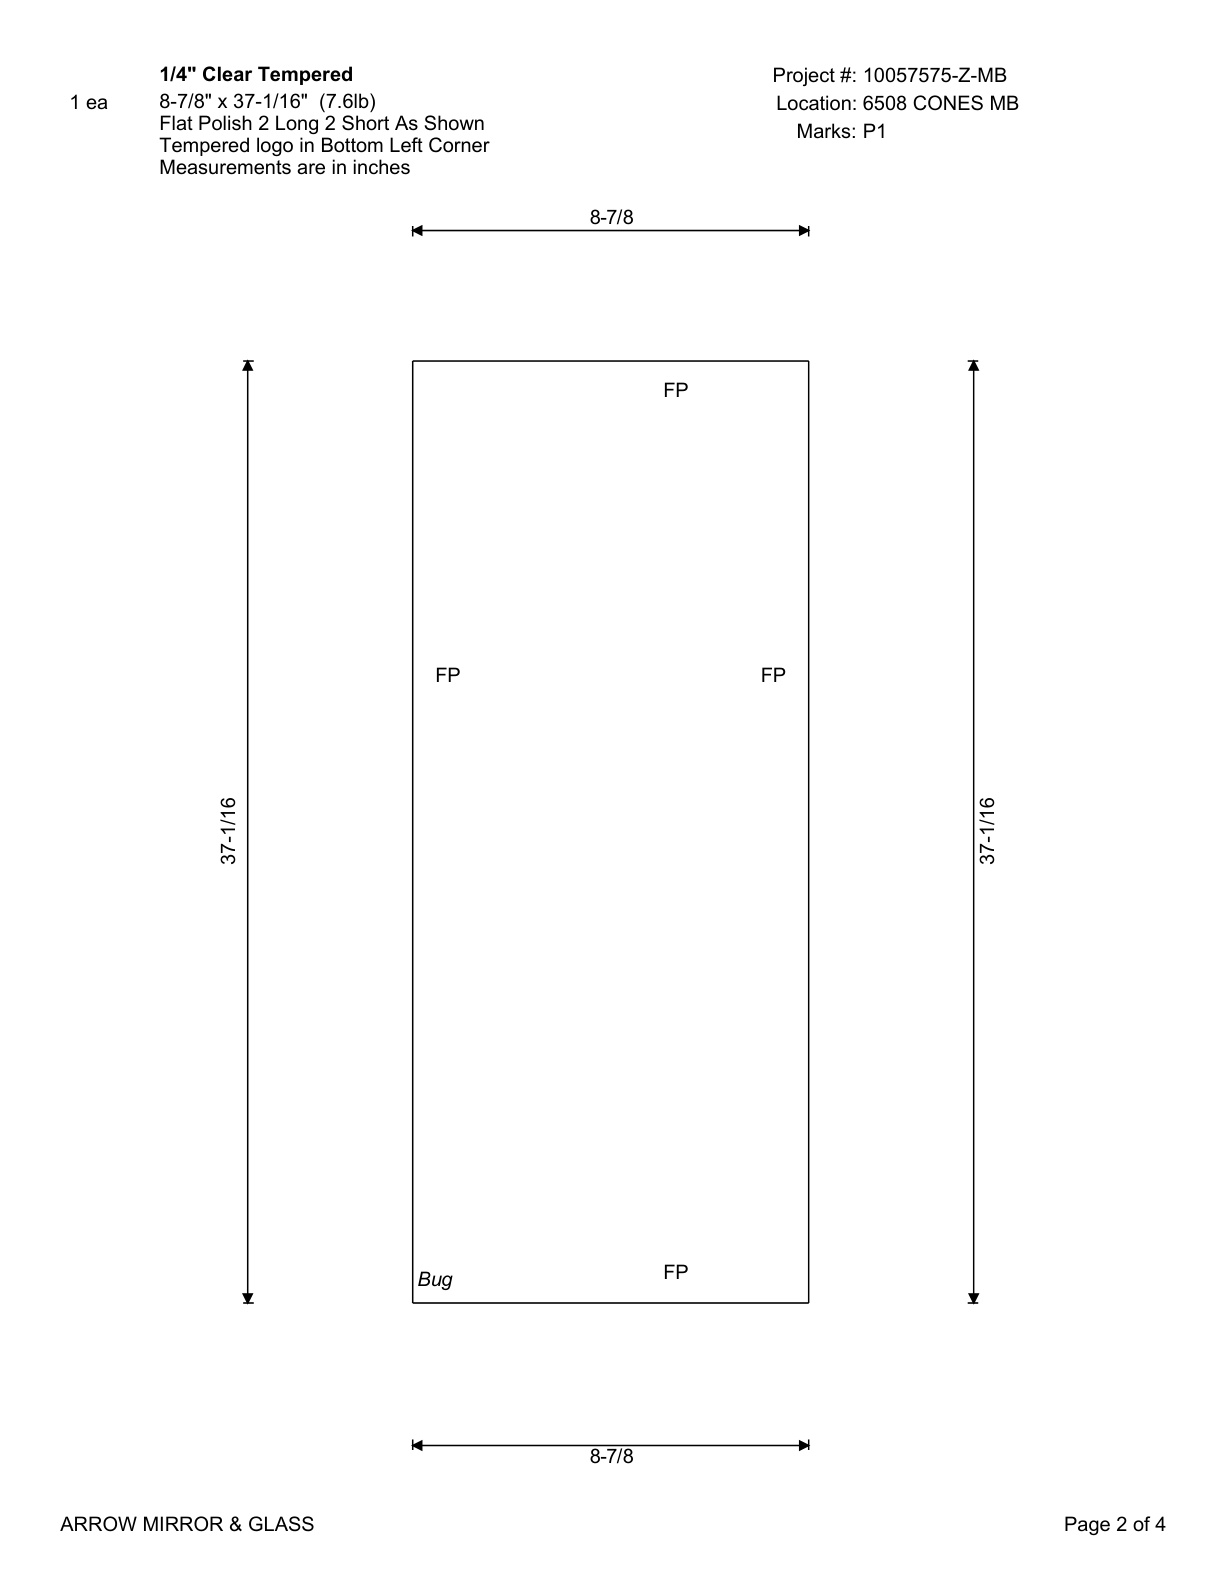 1/4" Clear Tempered
1 ea
8-7/8" x 37-1/16"  (7.6lb)
Flat Polish 2 Long 2 Short As Shown
Tempered logo in Bottom Left Corner
Measurements are in inches
Project #: 10057575-Z-MB
Location: 6508 CONES MB
Marks: P1
8-7/8
FP
FP
FP
37-1/16
37-1/16
Bug
FP
8-7/8
ARROW MIRROR & GLASS
Page 2 of 4